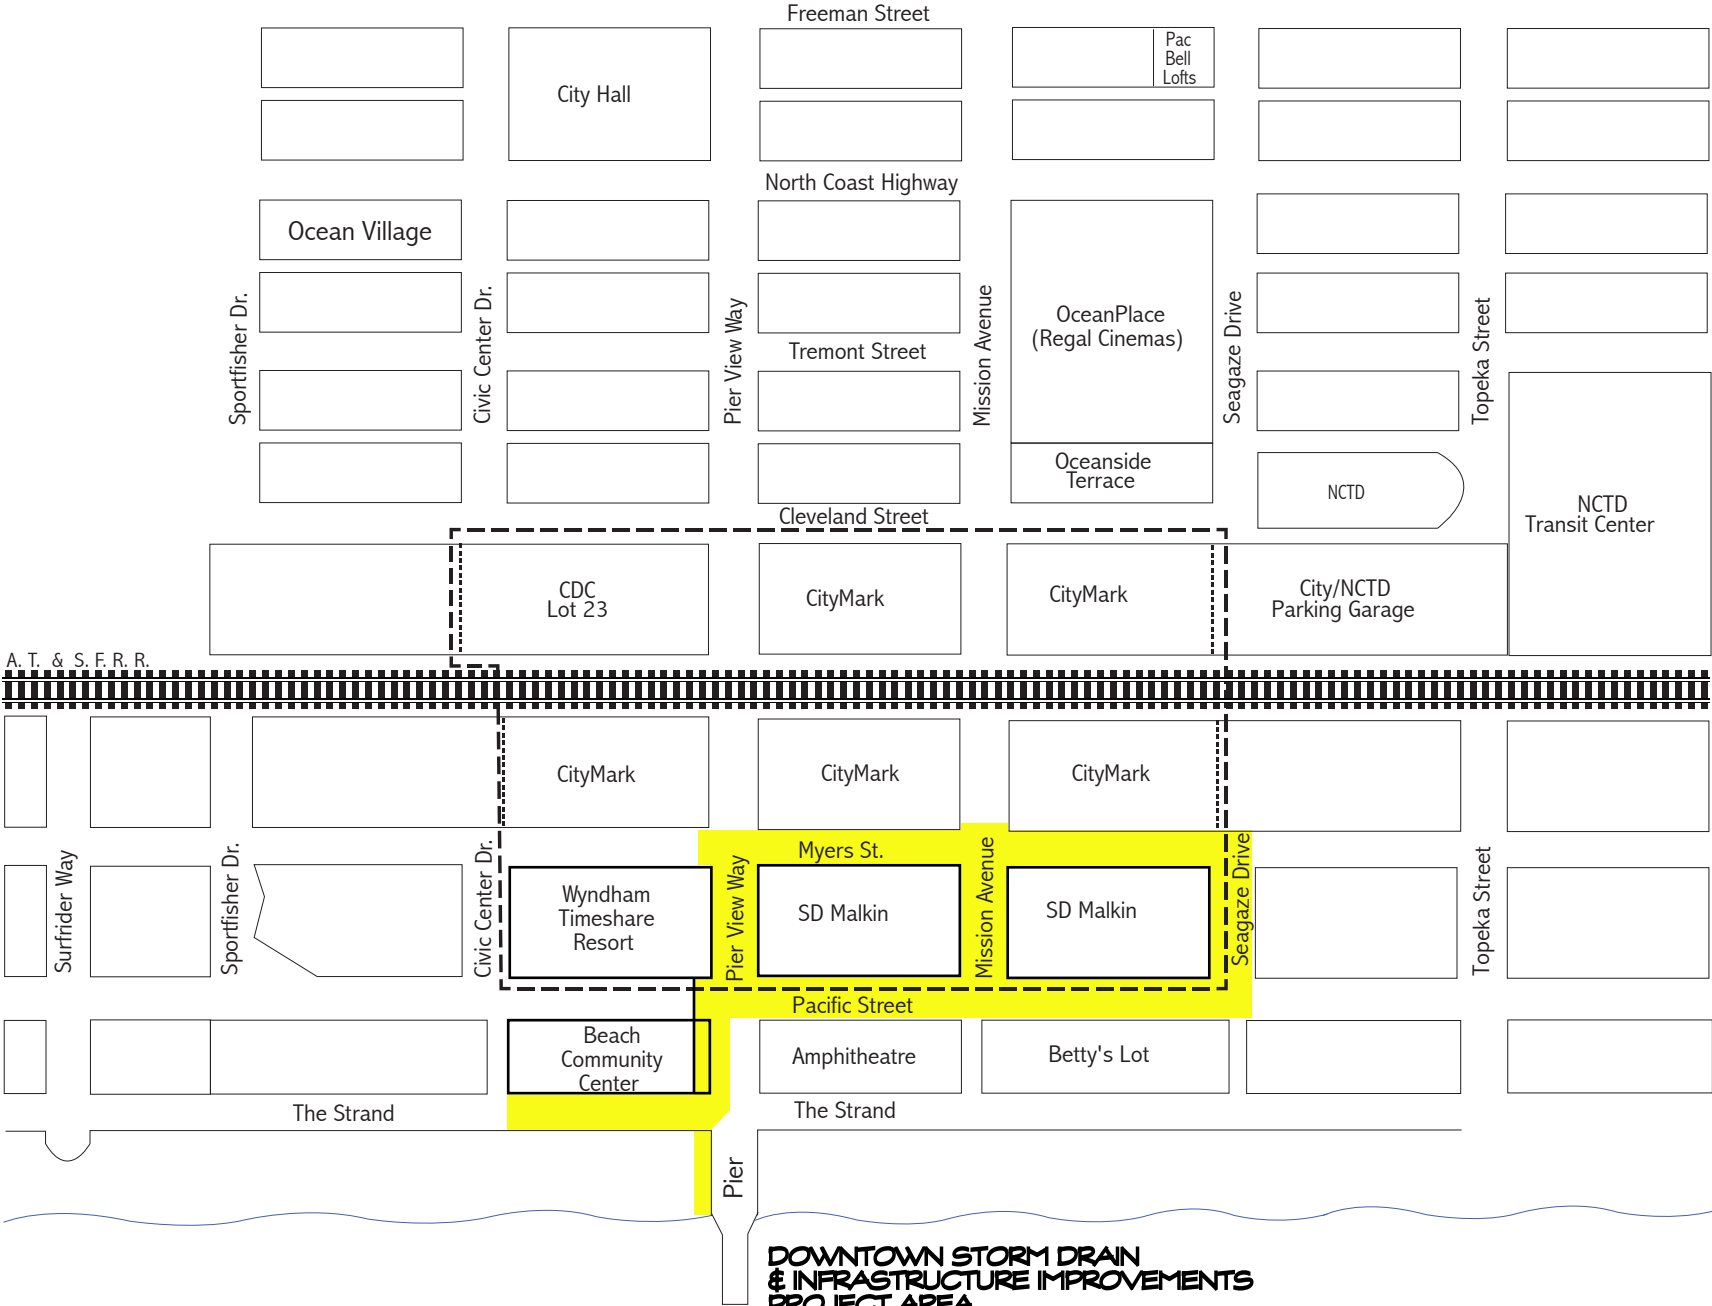 Freeman Street
Pac
Bell
Lofts
City Hall
North Coast Highway
Ocean Village
Sportfisher Dr.
Civic Center Dr.
Pier View Way
Mission Avenue
Seagaze Drive
Topeka Street
OceanPlace
(Regal Cinemas)
Tremont Street
Oceanside
Terrace
NCTD
NCTD
Transit Center
Cleveland Street
CDC
Lot 23
CityMark
CityMark
City/NCTD
Parking Garage
A. T. & S. F. R. R.
CityMark
CityMark
CityMark
Myers St.
Surfrider Way
Sportfisher Dr.
Civic Center Dr.
Wyndham
Timeshare
Resort
Pier View Way
SD Malkin
Mission Avenue
SD Malkin
Seagaze Drive
Topeka Street
Pacific Street
Beach
Community
Center
Amphitheatre
Betty's Lot
The Strand
The Strand
Pier
DOWNTOWN STORM DRAIN
& INFRASTRUCTURE IMPROVEMENTS
PROJECT AREA